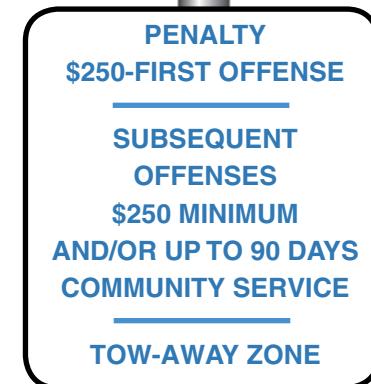 PENALTY
$250-FIRST OFFENSE
SUBSEQUENT
OFFENSES
$250 MINIMUM
AND/OR UP TO 90 DAYS
COMMUNITY SERVICE
TOW-AWAY ZONE